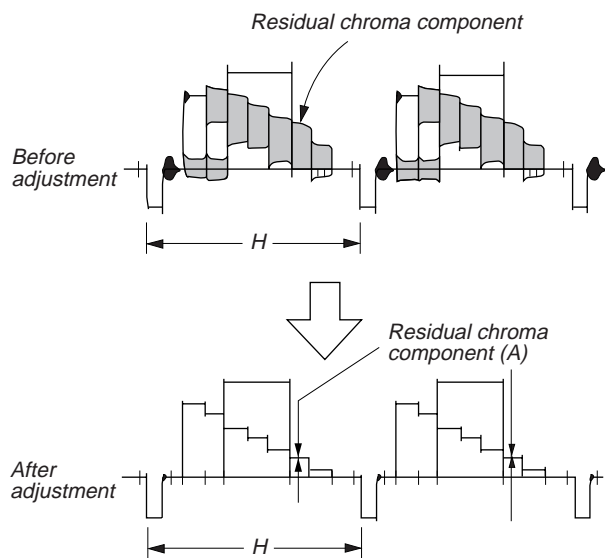 Residual chroma component
Before
adjustment
H
Residual chroma
component (A)
After
adjustment
H